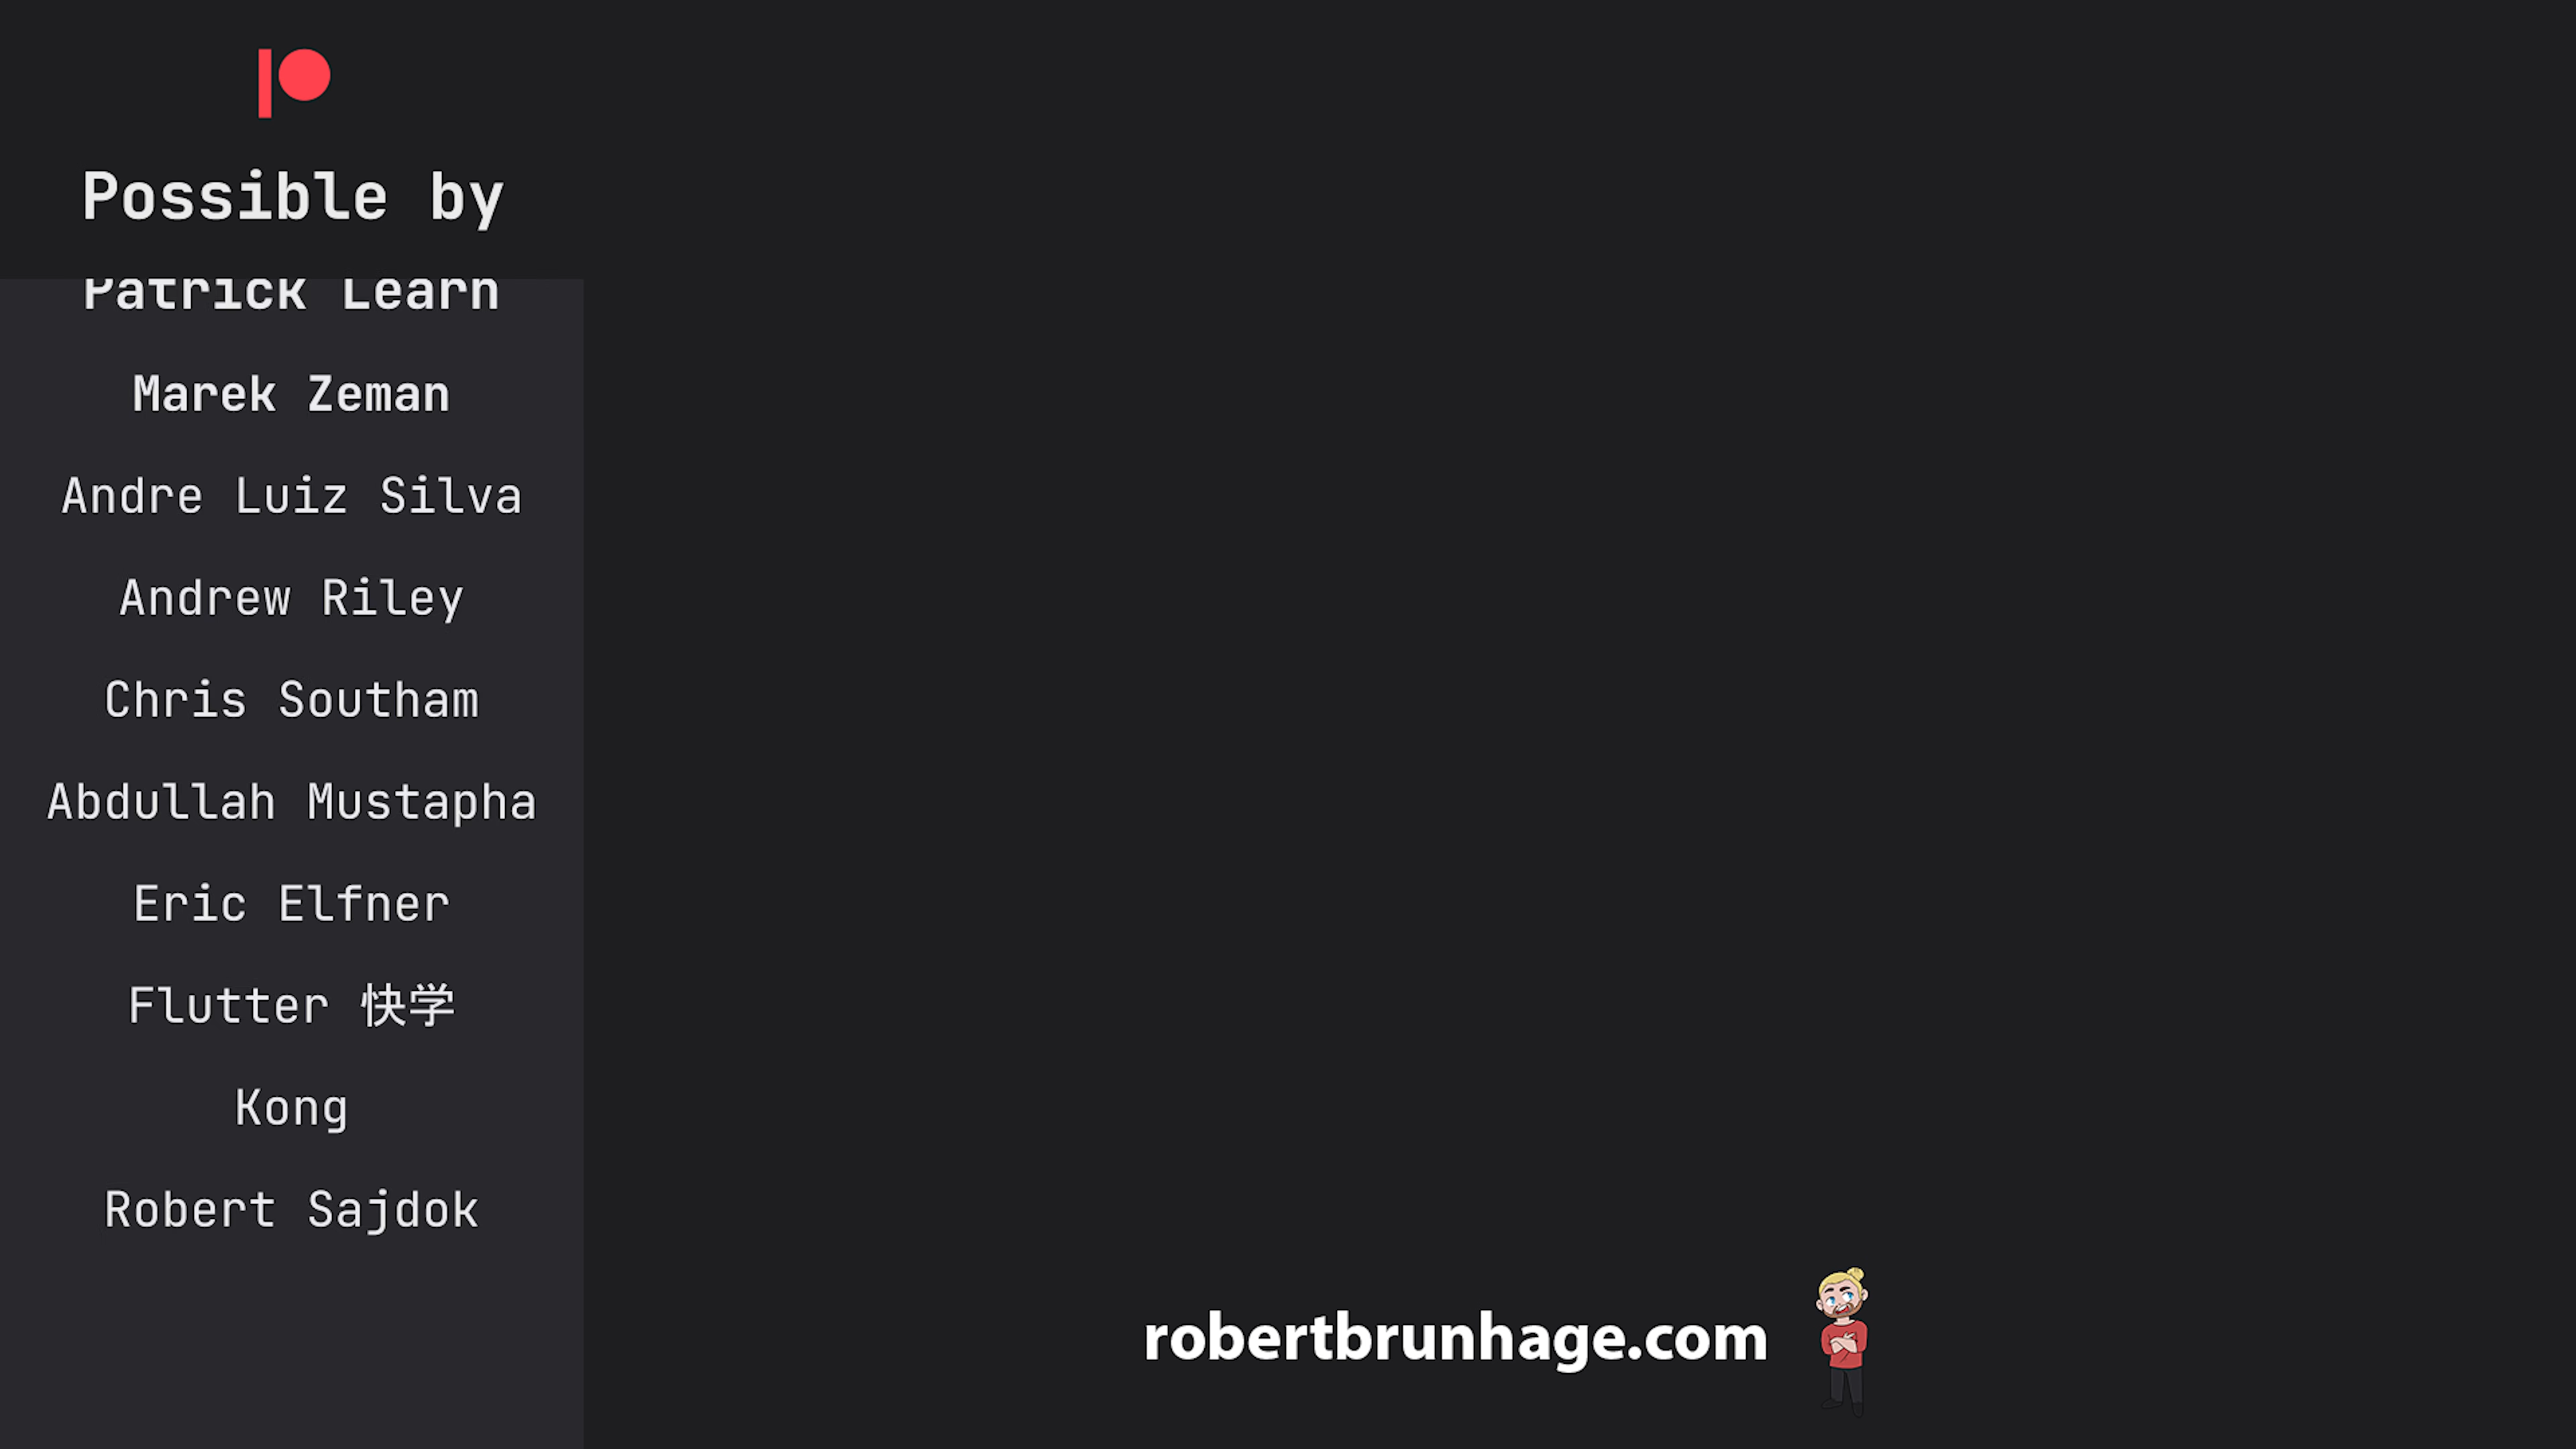 Possible by
Patrick Learn
Marek Zeman
Andre Luiz Silva
Andrew Riley
Chris Southam
Abdullah Mustapha
Eric Elfner
Flutter 快学
Kong
Robert Sajdok
robertbrunhage.com